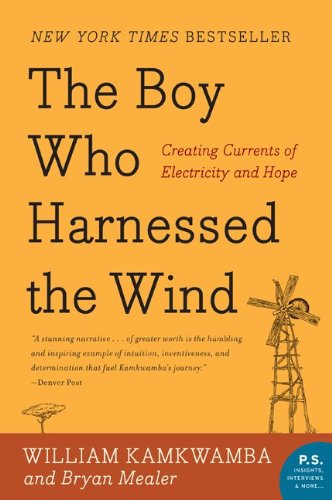 NEW YORK TIMES BESTSELLER
The Boy
Who
Harnessed
the Wind
Creating Currents of
Electricity and Hope
"A stunning narrative . . . of greater worth is the humbling
and inspiring example of intuition, inventiveness, and
determination that fuel Kamkwamba's journey."
—Denver Post
WILLIAM KAMKWAMBA
and Bryan Mealer
P.S.
INSIGHTS,
INTERVIEWS
& MORE...